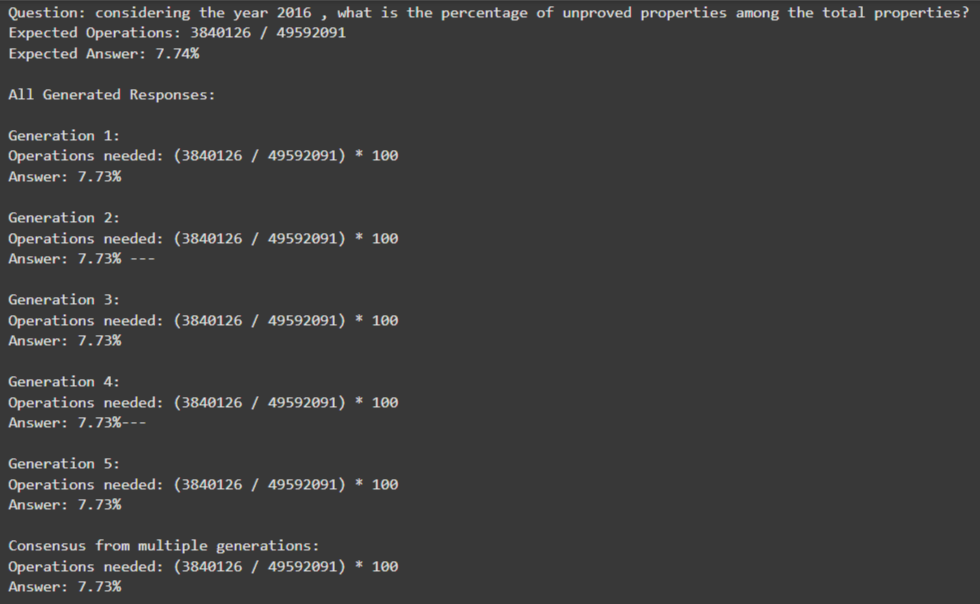 Question: considering the year 2016 , what is the percentage of unproved properties among the total properties?
Expected Operations: 3840126 / 49592091
Expected Answer: 7.74%
All Generated Responses:
Generation 1:
Operations needed: (3840126 / 49592091) * 100
Answer: 7.73%
Generation 2:
Operations needed: (3840126 / 49592091) * 100
Answer: 7.73% ---
Generation 3:
Operations needed: (3840126 / 49592091) * 100
Answer: 7.73%
Generation 4:
Operations needed: (3840126 / 49592091) * 100
Answer: 7.73%---
Generation 5:
Operations needed: (3840126 / 49592091) * 100
Answer: 7.73%
Consensus from multiple generations:
Operations needed: (3840126 / 49592091) * 100
Answer: 7.73%